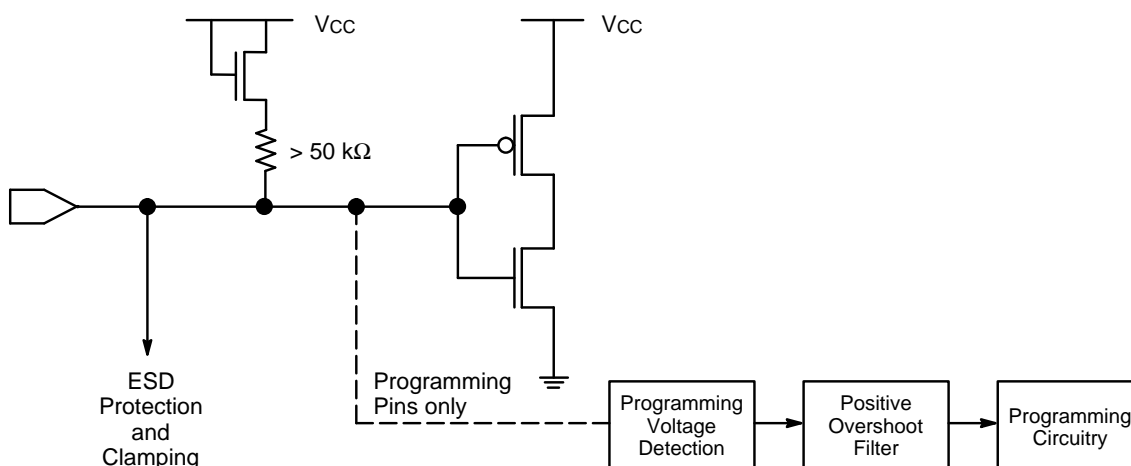 VCC
VCC
> 50 kΩ
ESD
Protection
and
Clamping
Programming
Pins only
Programming
Voltage
Detection
Positive
Overshoot
Filter
Programming
Circuitry